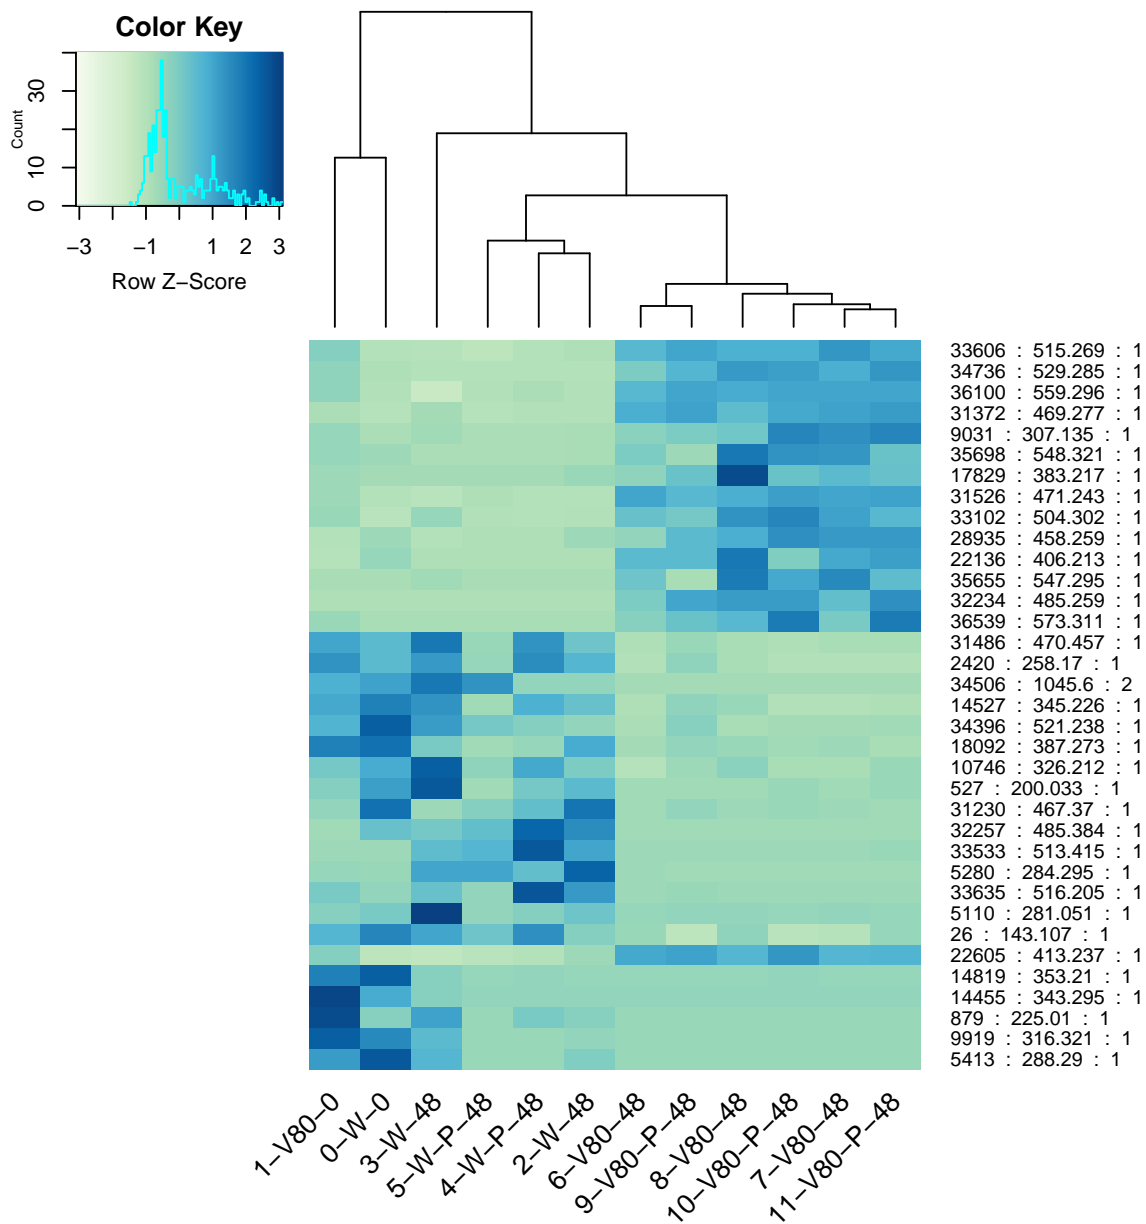 Color Key
Count
0 10 30
−3 −1 1 2 3
Row Z−Score
33606 : 515.269 : 1
34736 : 529.285 : 1
36100 : 559.296 : 1
31372 : 469.277 : 1
9031 : 307.135 : 1
35698 : 548.321 : 1
17829 : 383.217 : 1
31526 : 471.243 : 1
33102 : 504.302 : 1
28935 : 458.259 : 1
22136 : 406.213 : 1
35655 : 547.295 : 1
32234 : 485.259 : 1
36539 : 573.311 : 1
31486 : 470.457 : 1
2420 : 258.17 : 1
34506 : 1045.6 : 2
14527 : 345.226 : 1
34396 : 521.238 : 1
18092 : 387.273 : 1
10746 : 326.212 : 1
527 : 200.033 : 1
31230 : 467.37 : 1
32257 : 485.384 : 1
33533 : 513.415 : 1
5280 : 284.295 : 1
33635 : 516.205 : 1
5110 : 281.051 : 1
26 : 143.107 : 1
22605 : 413.237 : 1
14819 : 353.21 : 1
14455 : 343.295 : 1
879 : 225.01 : 1
9919 : 316.321 : 1
5413 : 288.29 : 1
1−V80−0
0−W−0
3−W−48
5−W−P−48
4−W−P−48
2−W−48
6−V80−48
9−V80−P−48
8−V80−48
10−V80−P−48
7−V80−48
11−V80−P−48